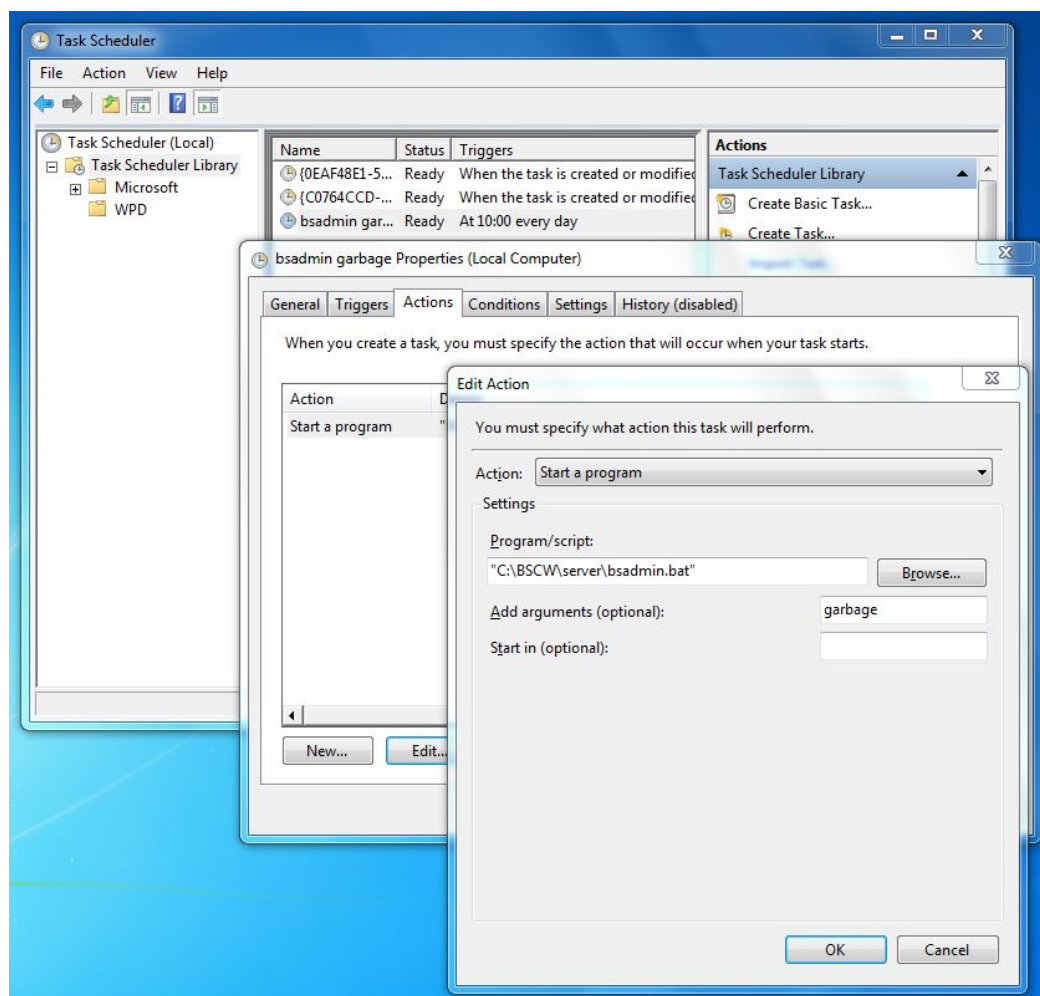 Task Scheduler
File Action View Help
Task Scheduler (Local)
Task Scheduler Library
Microsoft
WPD
Name Status Triggers
{0EAF48E1-5... Ready When the task is created or modified
{C0764CCD-... Ready When the task is created or modified
bsadmin gar... Ready At 10:00 every day
Actions
Task Scheduler Library
Create Basic Task...
Create Task...
bsadmin garbage Properties (Local Computer)
General Triggers Actions Conditions Settings History (disabled)
When you create a task, you must specify the action that will occur when your task starts.
Action
Start a program "
New... Edit...
Edit Action
You must specify what action this task will perform.
Action: Start a program
Settings
Program/script:
"C:\BSCW\server\bsadmin.bat" Browse...
Add arguments (optional): garbage
Start in (optional):
OK Cancel